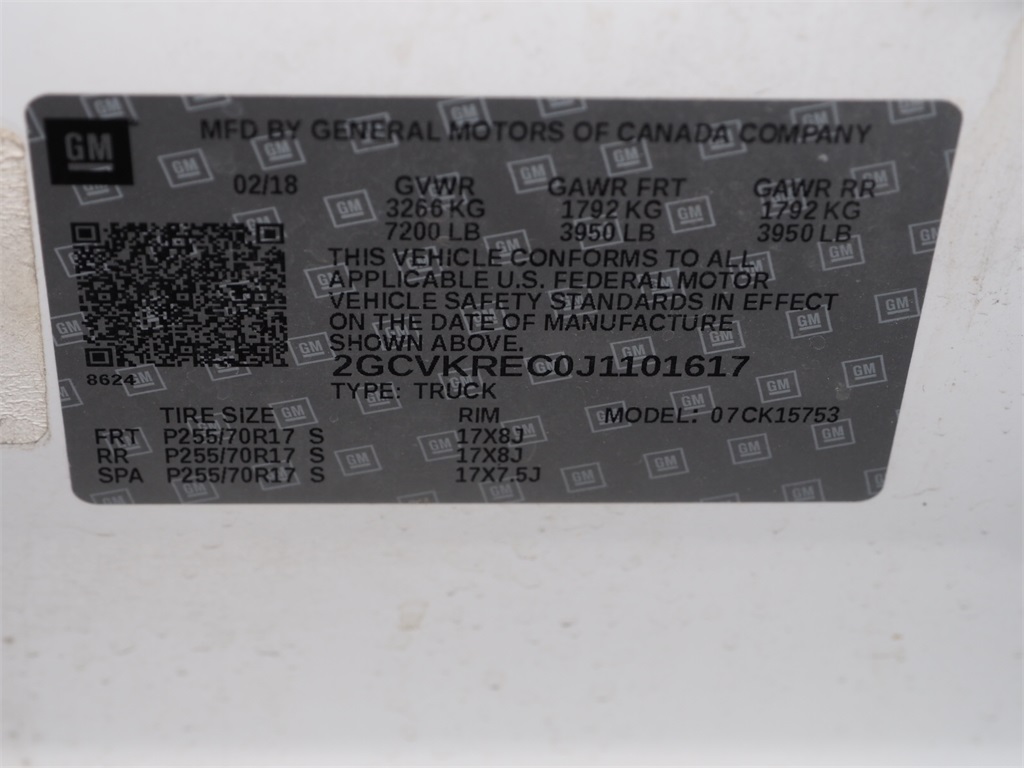 GM MFD BY GENERAL MOTORS OF CANADA COMPANY
02/18 GVWR GAWR FRT GAWR RR
3266 KG 1792 KG 1792 KG
7200 LB 3950 LB 3950 LB
THIS VEHICLE CONFORMS TO ALL
APPLICABLE U.S. FEDERAL MOTOR
VEHICLE SAFETY STANDARDS IN EFFECT
ON THE DATE OF MANUFACTURE
SHOWN ABOVE.
2GCVKREC0J1101617
8624
TYPE: TRUCK
TIRE SIZE RIM MODEL: 07CK15753
FRT P255/70R17 S 17X8J
RR P255/70R17 S 17X8J
SPA P255/70R17 S 17X7.5J